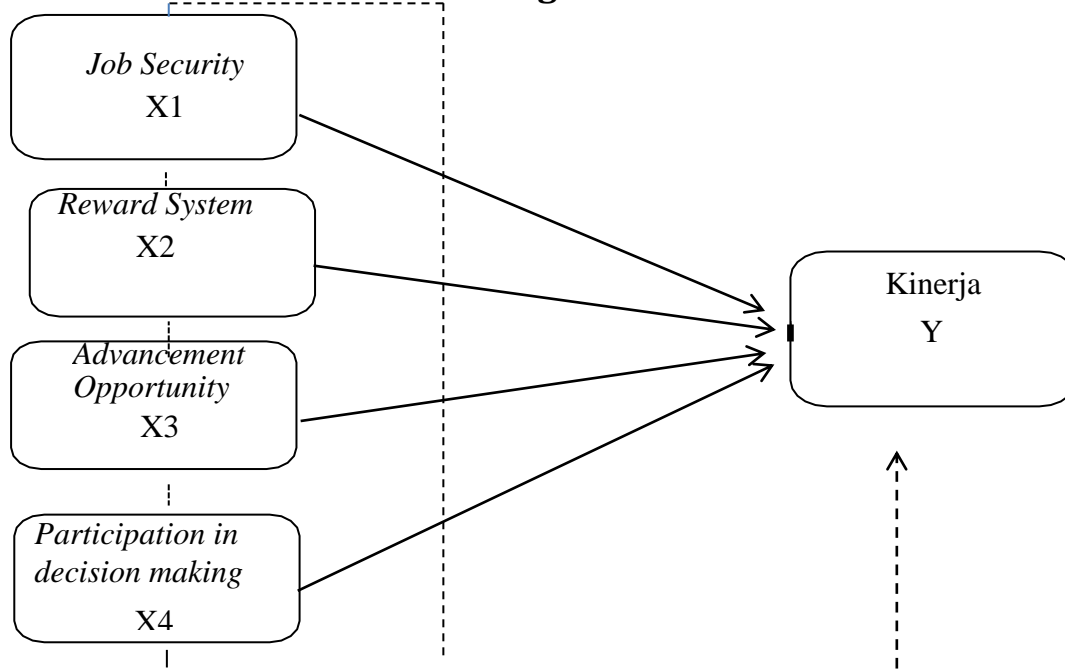 Job Security
X1
Reward System
X2
Advancement
Opportunity
X3
Participation in
decision making
X4
Kinerja
Y